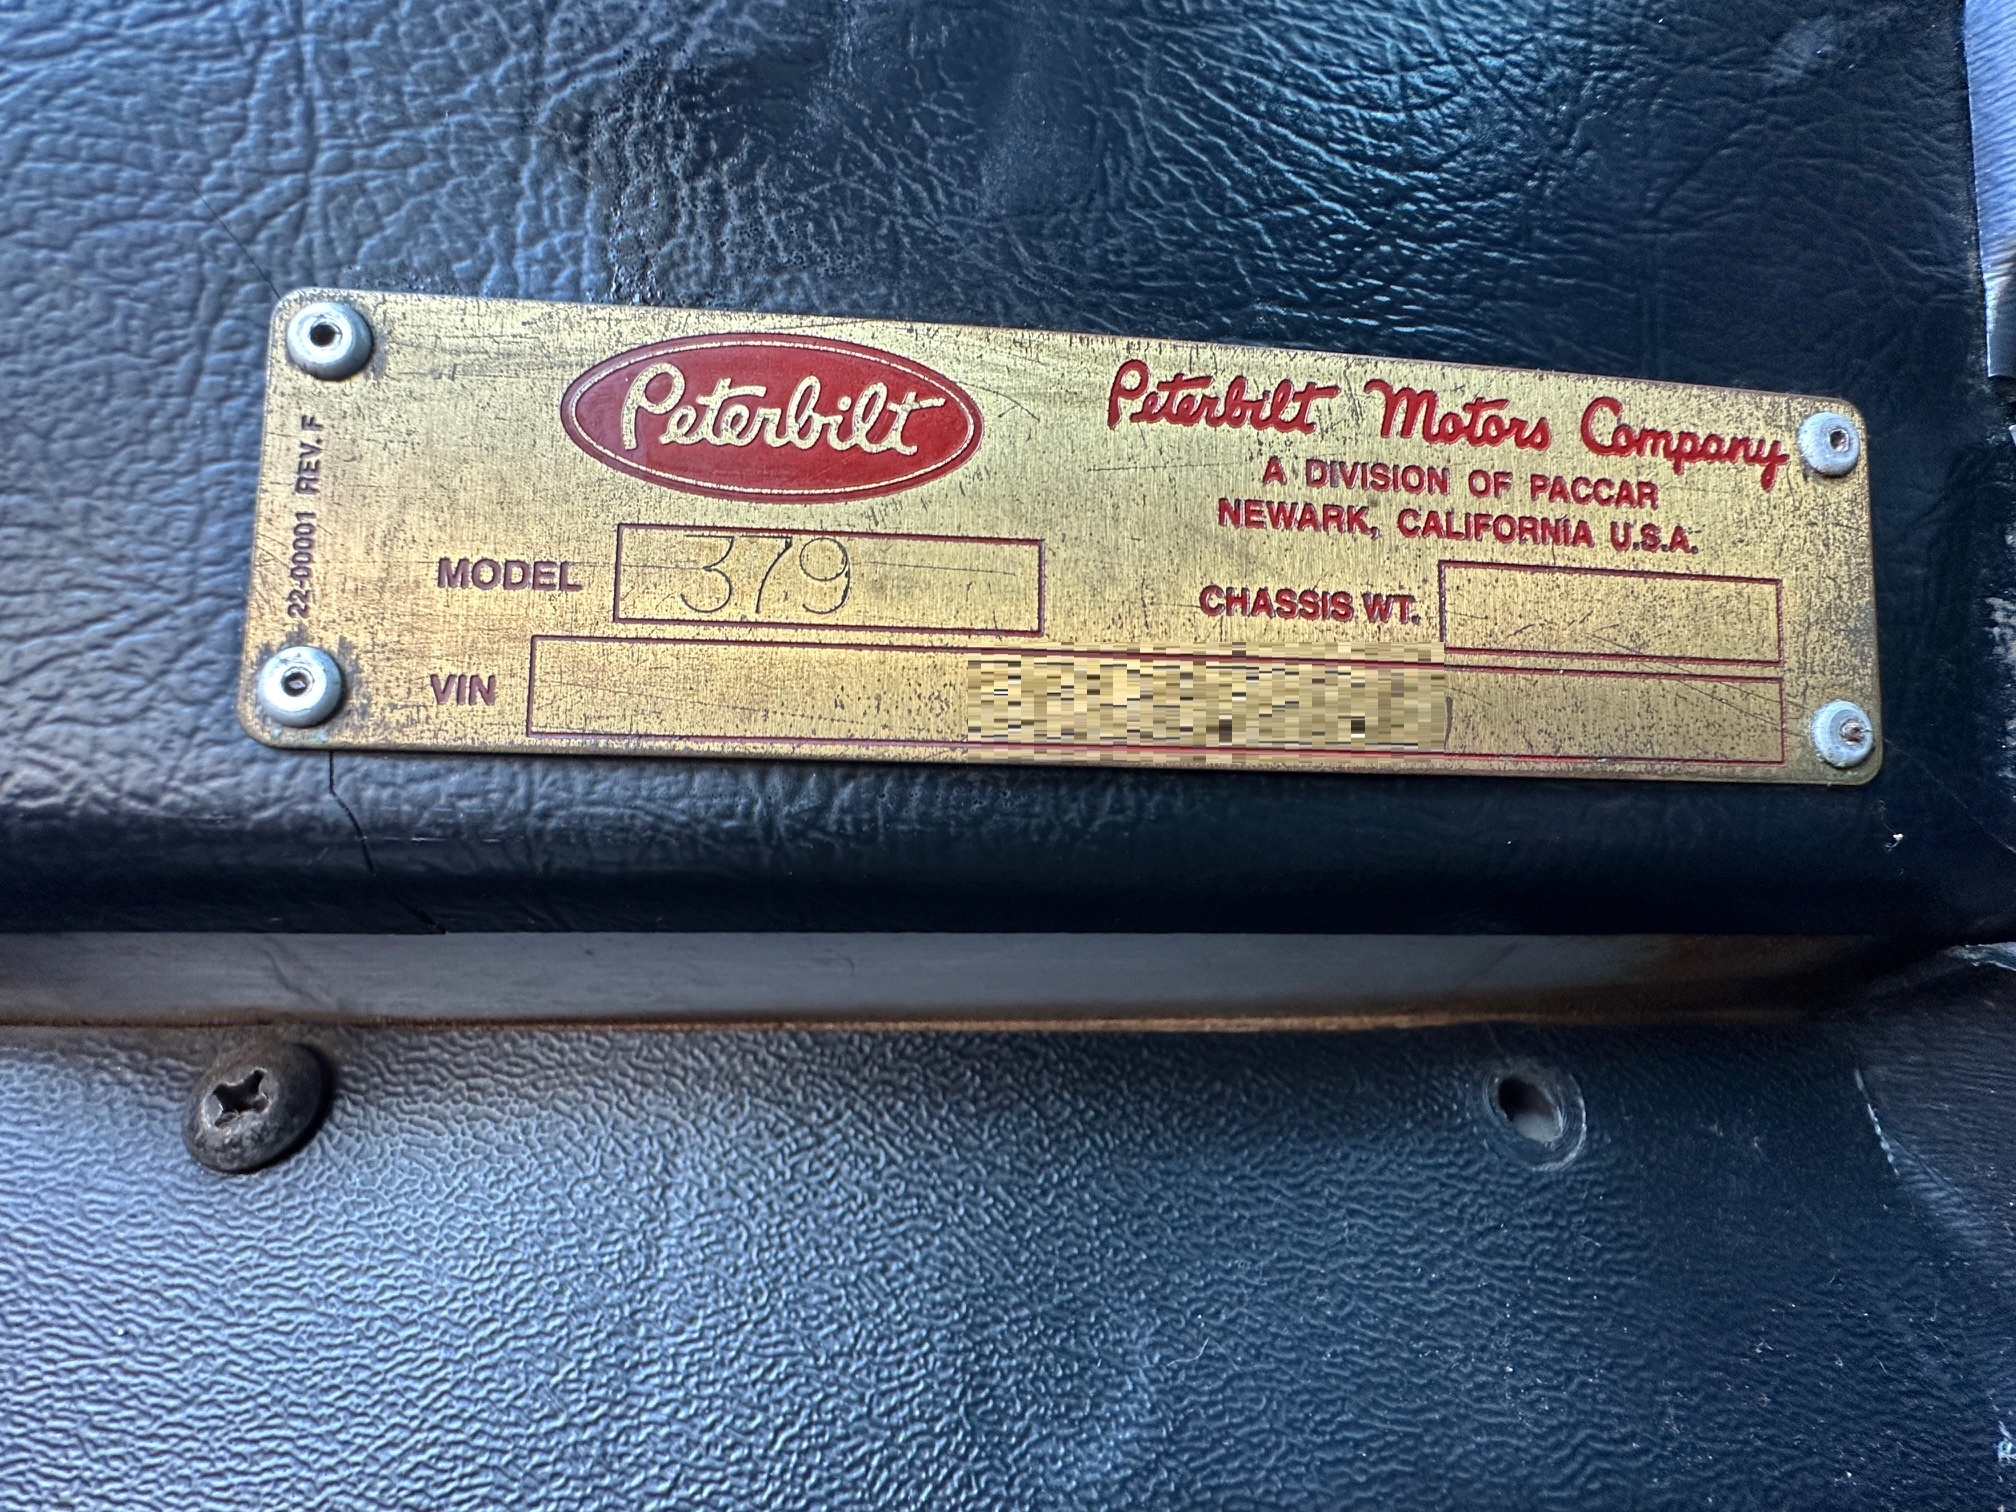 Peterbilt
Peterbilt Motors Company
A DIVISION OF PACCAR
NEWARK, CALIFORNIA U.S.A.
MODEL 379
CHASSIS WT.
VIN
22-00001 REV. F